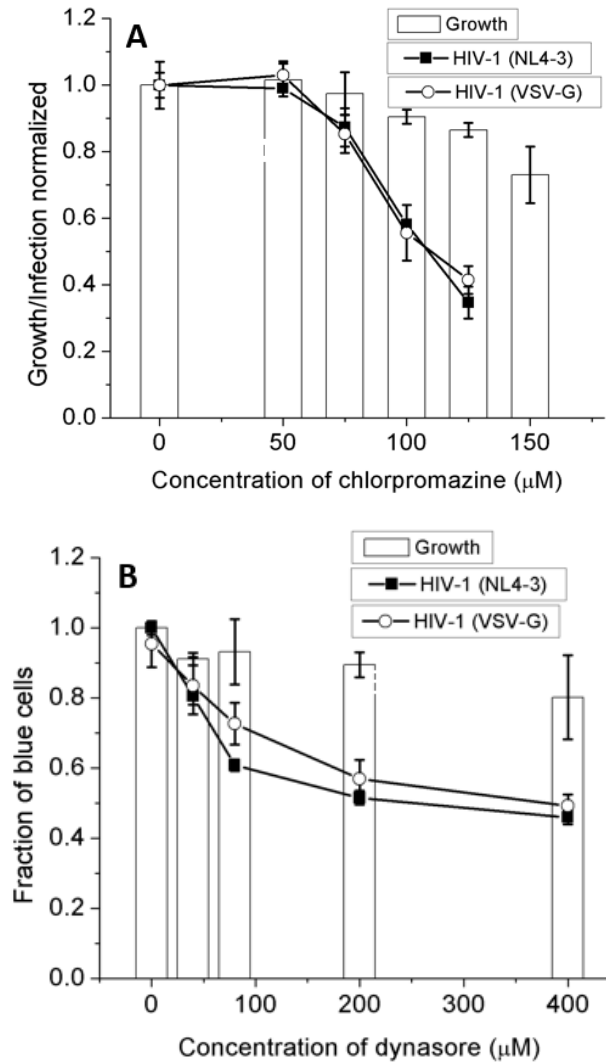 A
Growth
HIV-1 (NL4-3)
HIV-1 (VSV-G)
Growth/Infection normalized
1.2
1.0
0.8
0.6
0.4
0.2
0.0
0 50 100 150
Concentration of chlorpromazine (μM)
B
Growth
HIV-1 (NL4-3)
HIV-1 (VSV-G)
Fraction of blue cells
1.2
1.0
0.8
0.6
0.4
0.2
0.0
0 100 200 300 400
Concentration of dynasore (μM)